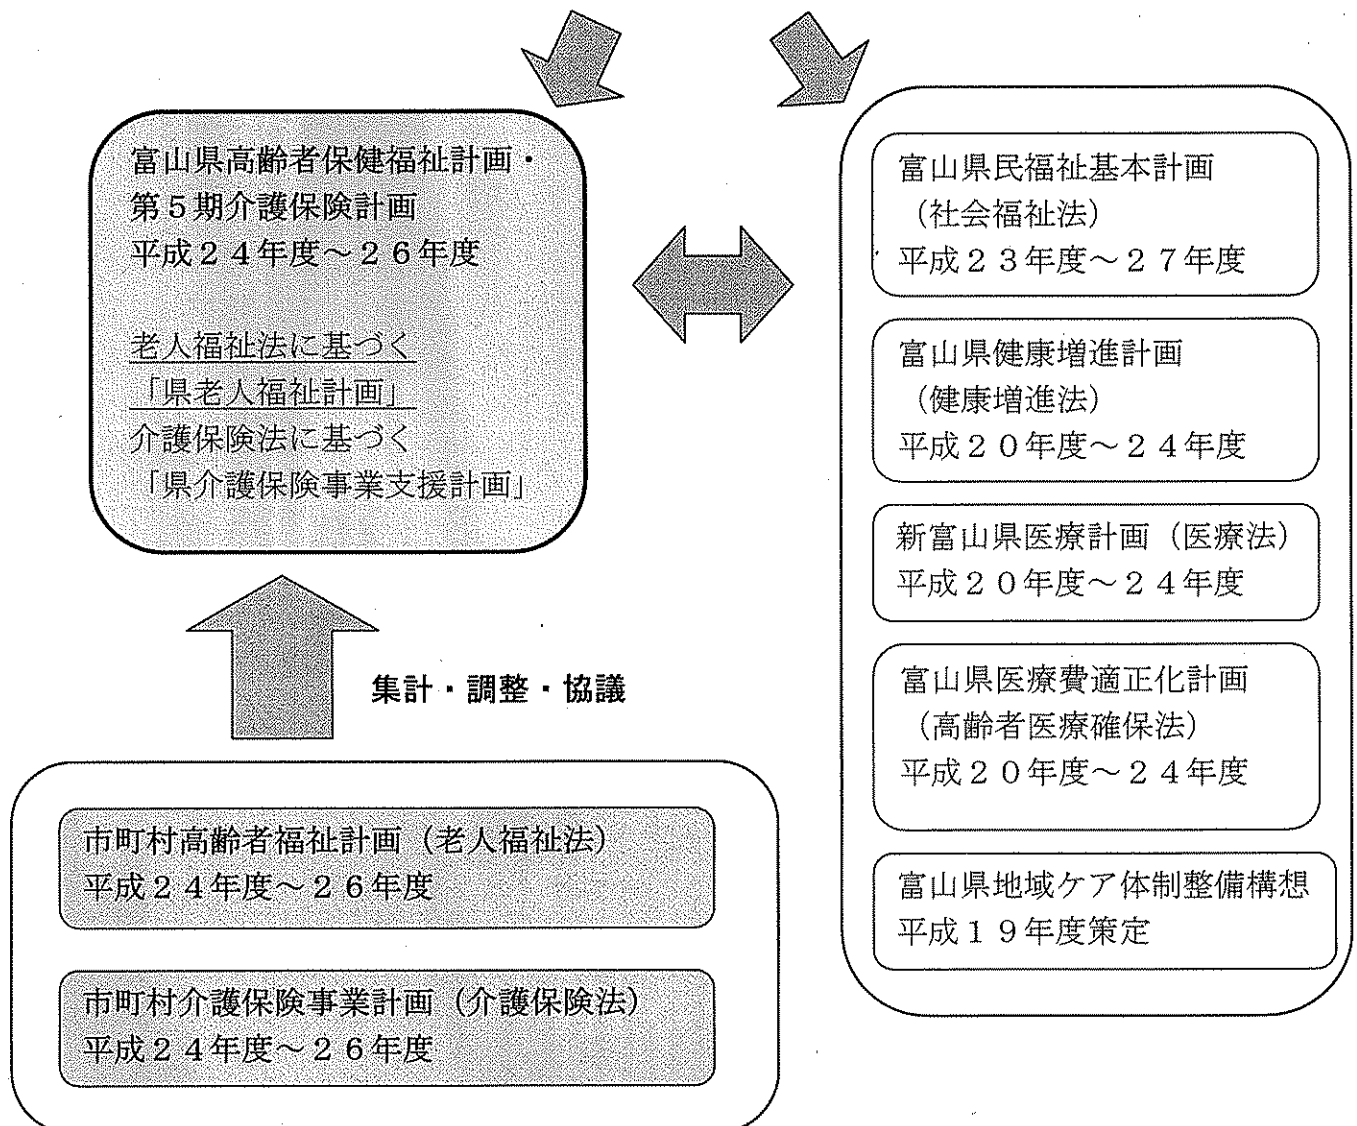 富山県高齢者保健福祉計画・
第５期介護保険計画
平成２４年度～２６年度
老人福祉法に基づく
「県老人福祉計画」
介護保険法に基づく
「県介護保険事業支援計画」
集計・調整・協議
市町村高齢者福祉計画（老人福祉法）
平成２４年度～２６年度
市町村介護保険事業計画（介護保険法）
平成２４年度～２６年度
富山県民福祉基本計画
（社会福祉法）
平成２３年度～２７年度
富山県健康増進計画
（健康増進法）
平成２０年度～２４年度
新富山県医療計画（医療法）
平成２０年度～２４年度
富山県医療費適正化計画
（高齢者医療確保法）
平成２０年度～２４年度
富山県地域ケア体制整備構想
平成１９年度策定